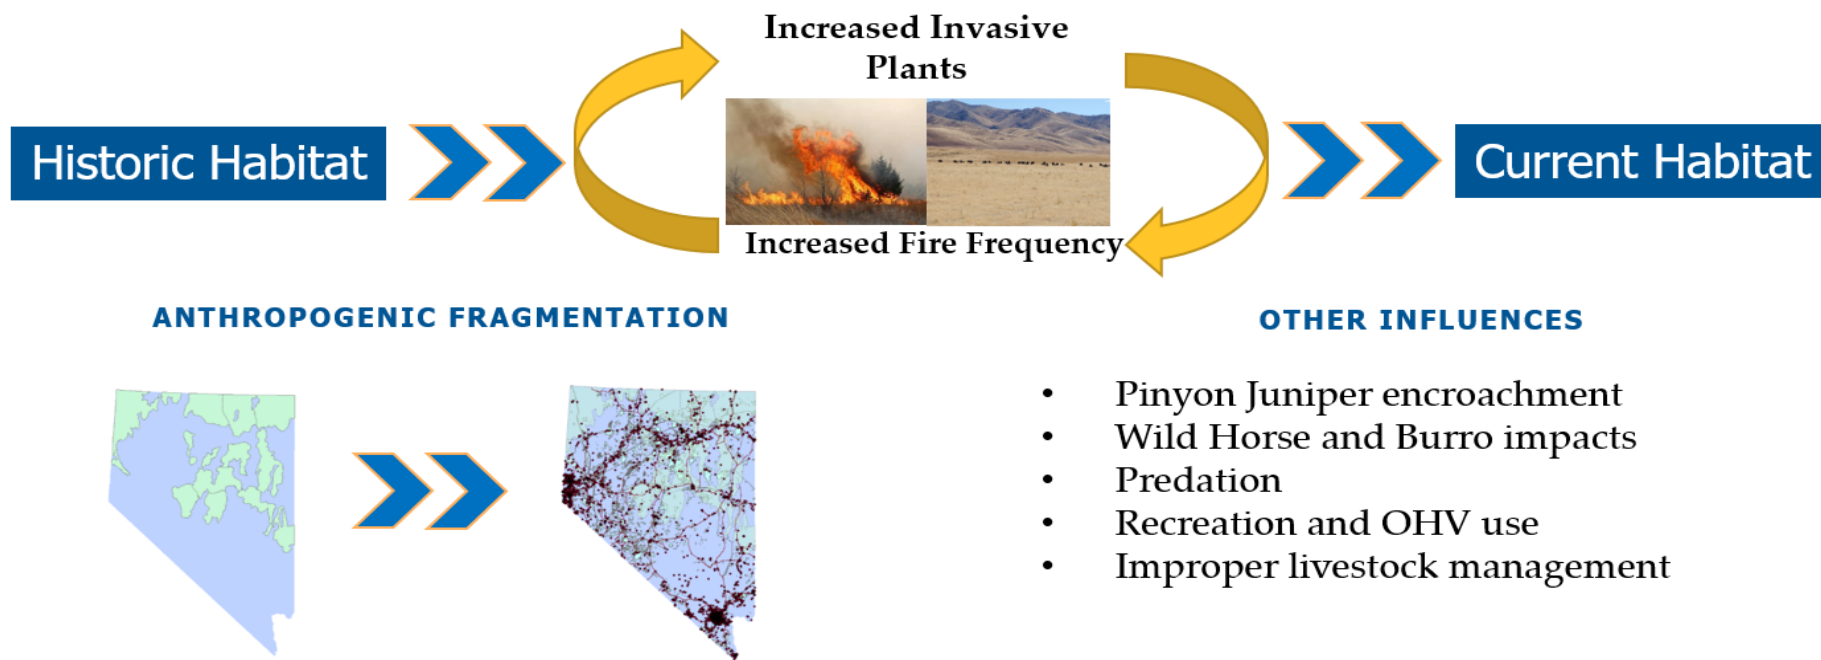 Increased Invasive
Plants
Historic Habitat
Current Habitat
Increased Fire Frequency
ANTHROPOGENIC FRAGMENTATION
OTHER INFLUENCES
• Pinyon Juniper encroachment
• Wild Horse and Burro impacts
• Predation
• Recreation and OHV use
• Improper livestock management